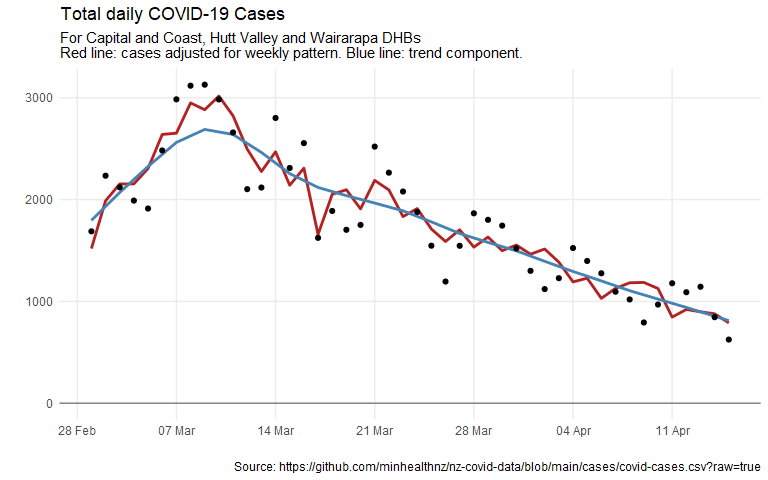 Total daily COVID-19 Cases
For Capital and Coast, Hutt Valley and Wairarapa DHBs
Red line: cases adjusted for weekly pattern. Blue line: trend component.
3000
2000
1000
0
28 Feb 07 Mar 14 Mar 21 Mar 28 Mar 04 Apr 11 Apr
Source: https://github.com/minhealthnz/nz-covid-data/blob/main/cases/covid-cases.csv?raw=true